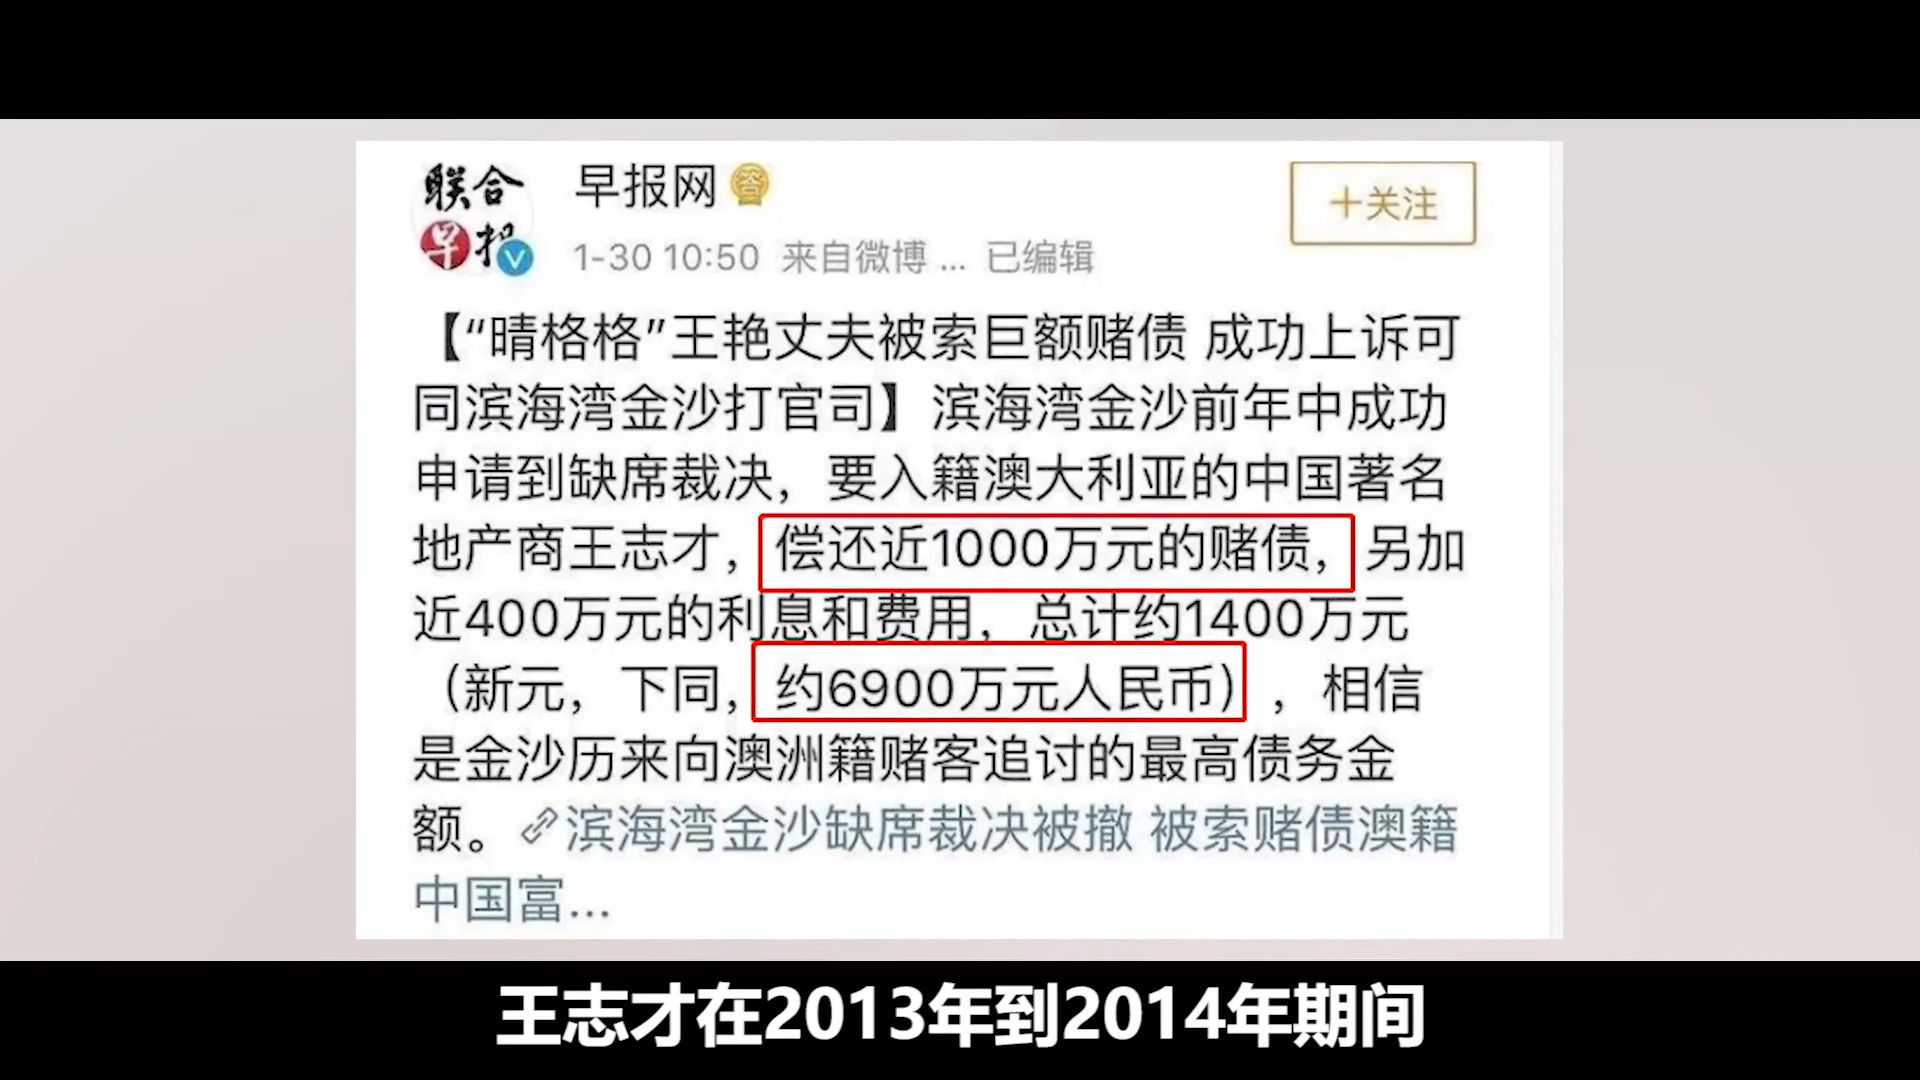 联合
早报
早报网
+关注
1-30 10:50 来自微博 ... 已编辑
【“晴格格”王艳丈夫被索巨额赌债 成功上诉可
同滨海湾金沙打官司】滨海湾金沙前年中成功
申请到缺席裁决，要入籍澳大利亚的中国著名
地产商王志才，偿还近1000万元的赌债，另加
近400万元的利息和费用，总计约1400万元
（新元，下同，约6900万元人民币），相信
是金沙历来向澳洲籍赌客追讨的最高债务金
额。滨海湾金沙缺席裁决被撤 被索赌债澳籍
中国富...
王志才在2013年到2014年期间